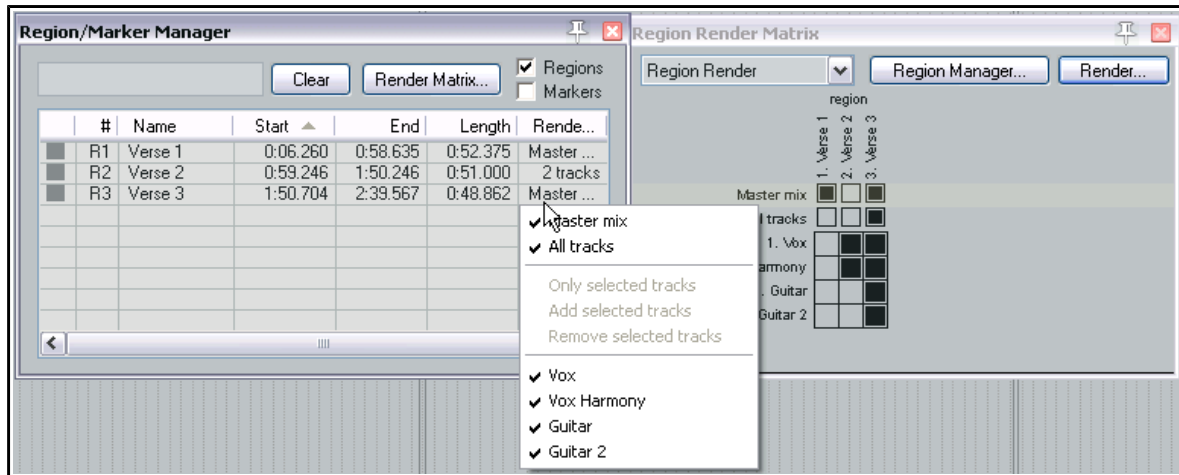 Region/Marker Manager
Clear
Render Matrix...
Regions
Markers
# Name Start End Length Rende...
R1 Verse 1 0:06.260 0:58.635 0:52.375 Master ...
R2 Verse 2 0:59.246 1:50.246 0:51.000 2 tracks
R3 Verse 3 1:50.704 2:39.567 0:48.862 Master ...
Master mix
All tracks
Only selected tracks
Add selected tracks
Remove selected tracks
Vox
Vox Harmony
Guitar
Guitar 2
Region Render Matrix
Region Render
Region Manager...
Render...
region
1. Verse 1
2. Verse 2
3. Verse 3
Master mix
l tracks
1. Vox
armony
. Guitar
Guitar 2